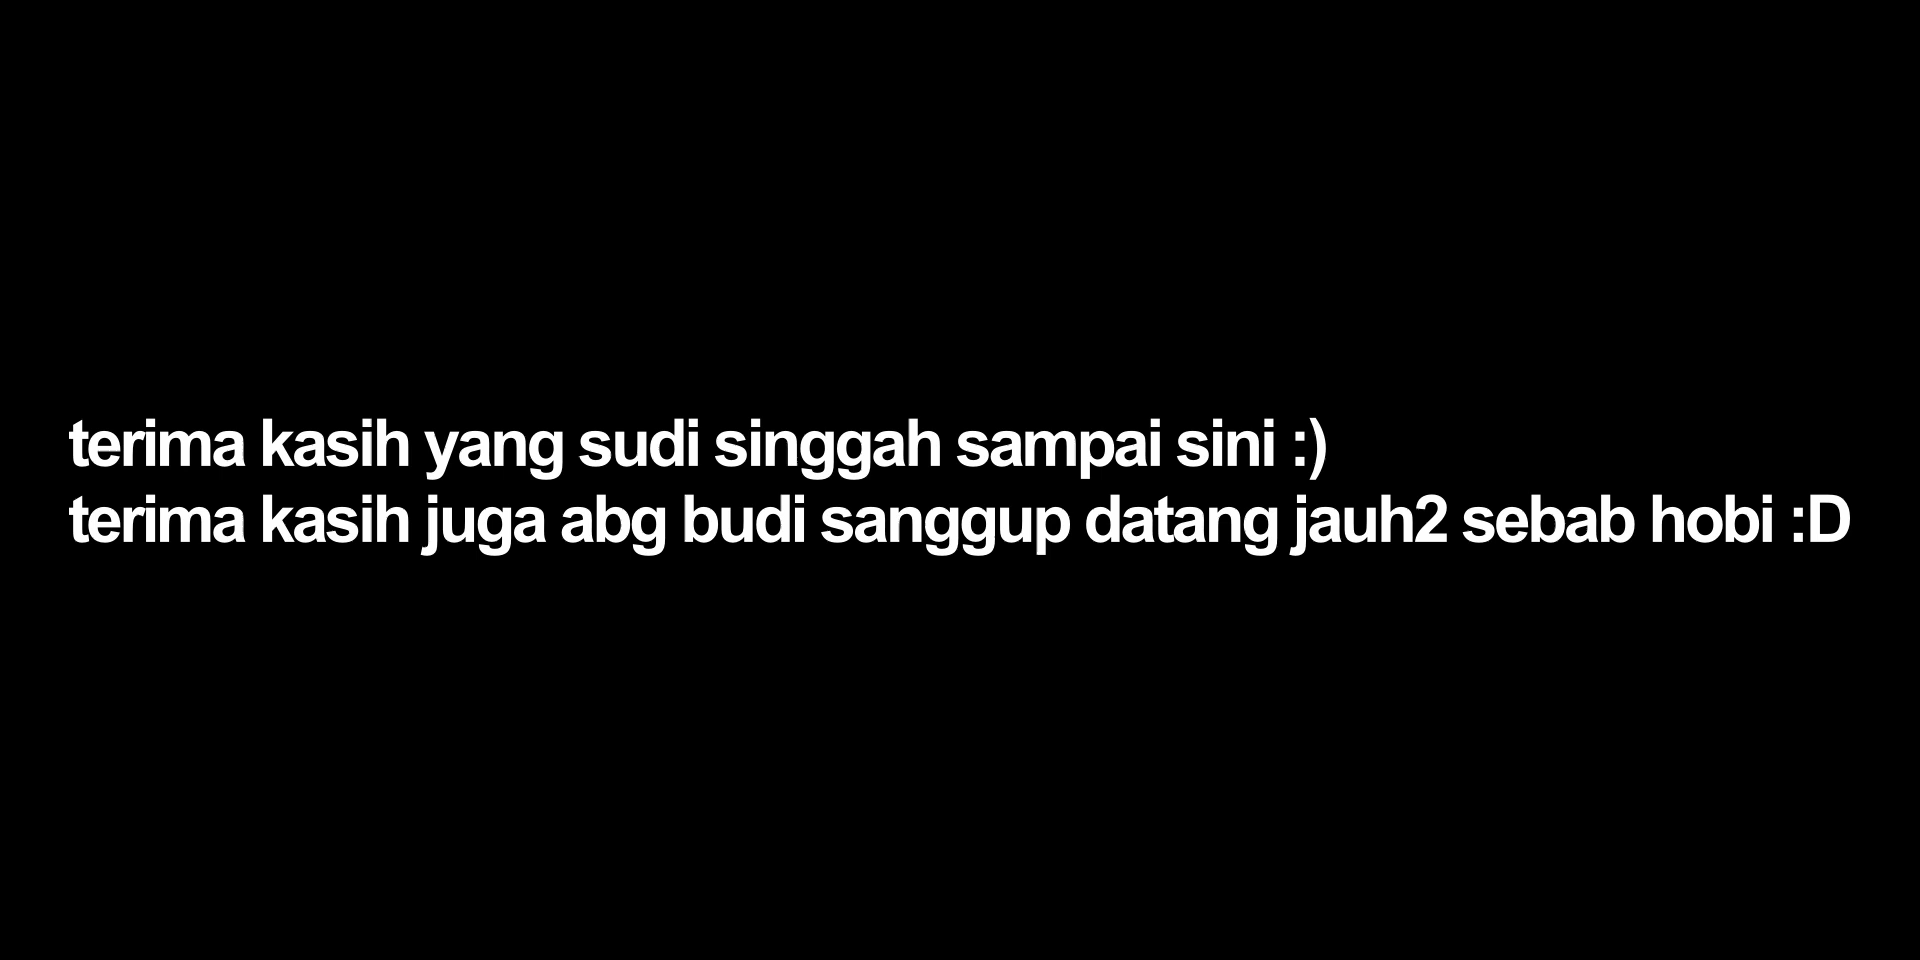 terima kasih yang sudi singgah sampai sini :)
terima kasih juga abg budi sanggup datang jauh2 sebab hobi :D